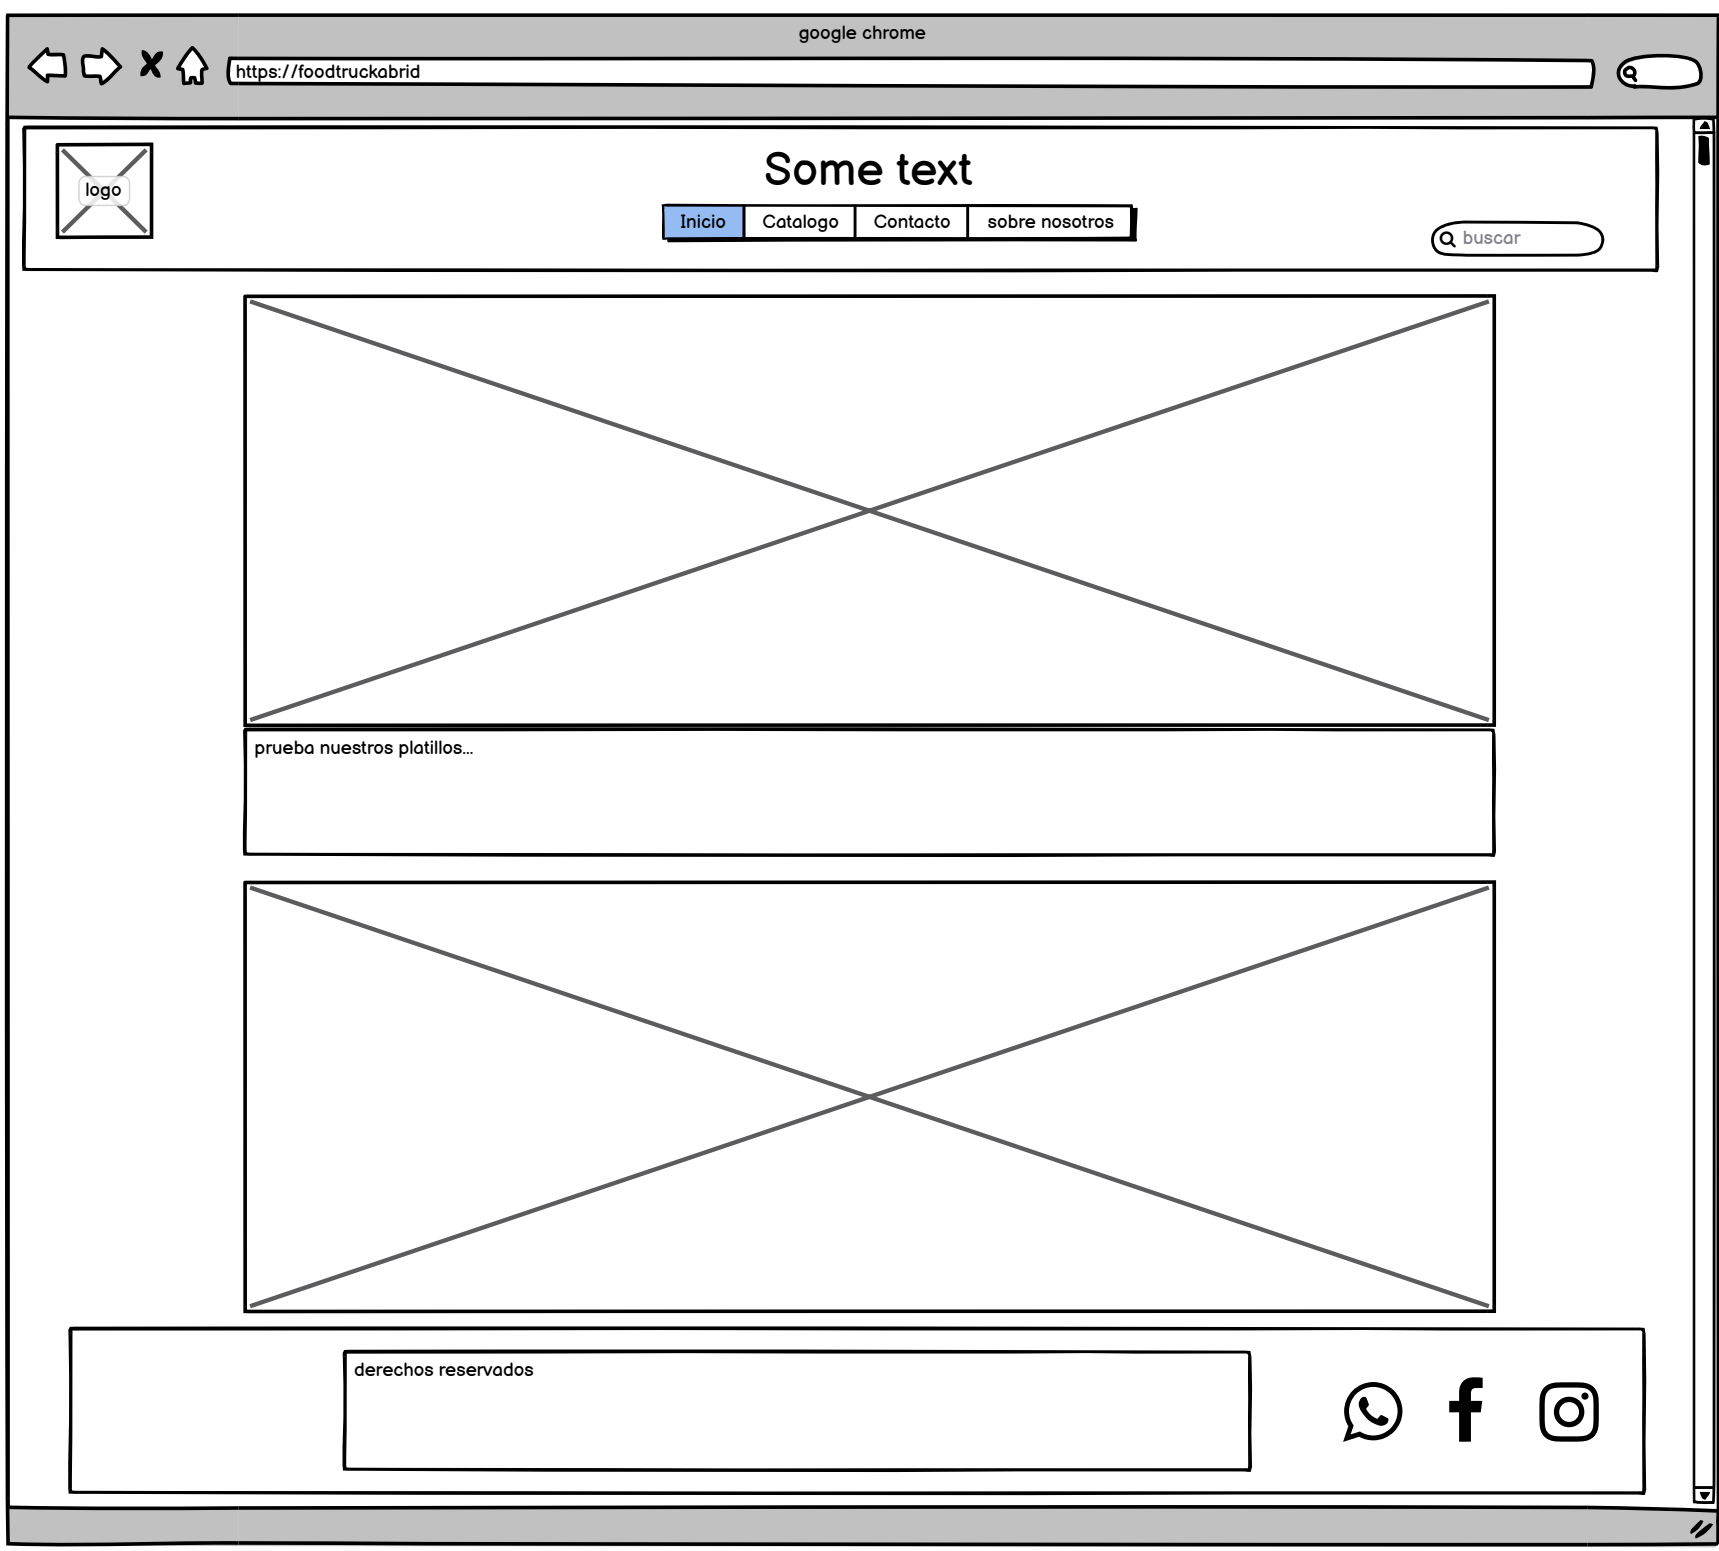 google chrome
https://foodtruckabrid
logo
Some text
Inicio Catalogo Contacto sobre nosotros
buscar
prueba nuestros platillos...
derechos reservados